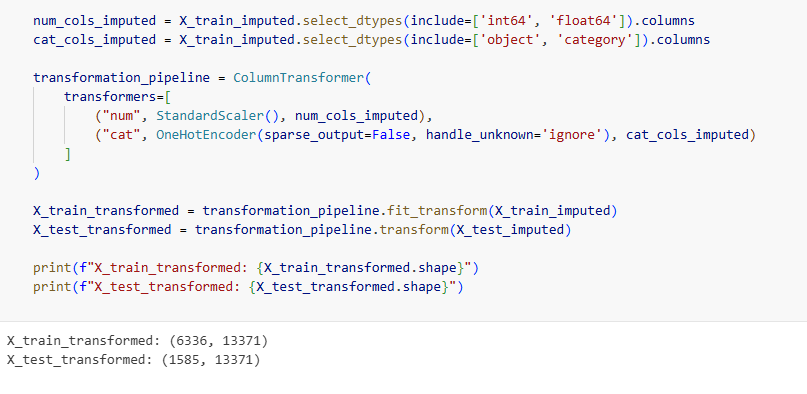 num_cols_imputed = X_train_imputed.select_dtypes(include=['int64', 'float64']).columns
cat_cols_imputed = X_train_imputed.select_dtypes(include=['object', 'category']).columns
transformation_pipeline = ColumnTransformer(
    transformers=[
        ("num", StandardScaler(), num_cols_imputed),
        ("cat", OneHotEncoder(sparse_output=False, handle_unknown='ignore'), cat_cols_imputed)
    ]
)
X_train_transformed = transformation_pipeline.fit_transform(X_train_imputed)
X_test_transformed = transformation_pipeline.transform(X_test_imputed)
print(f"X_train_transformed: {X_train_transformed.shape}")
print(f"X_test_transformed: {X_test_transformed.shape}")
X_train_transformed: (6336, 13371)
X_test_transformed: (1585, 13371)